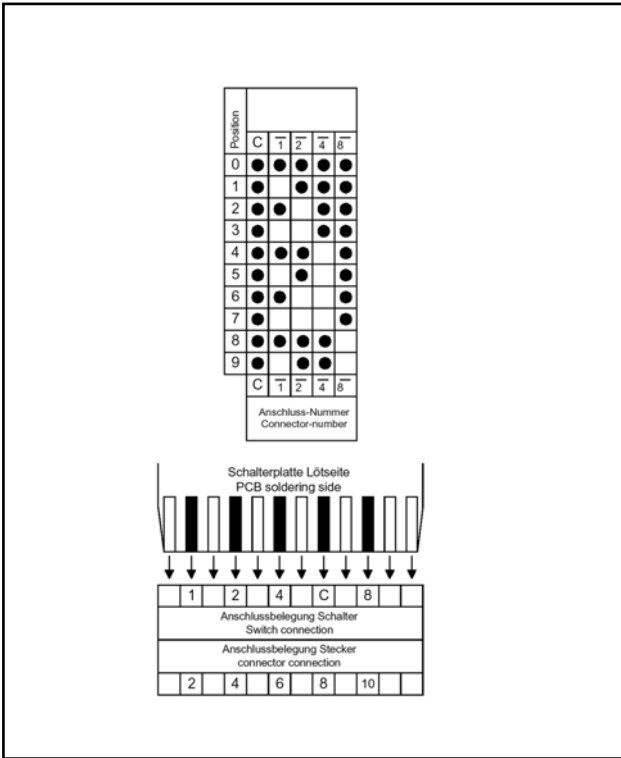 Position
C 1̅ 2̅ 4̅ 8̅
0
1
2
3
4
5
6
7
8
9
C 1̅ 2̅ 4̅ 8̅
Anschluss-Nummer
Connector-number
Schalterplatte Lötseite
PCB soldering side
1 2 4 C 8
Anschlussbelegung Schalter
Switch connection
Anschlussbelegung Stecker
connector connection
2 4 6 8 10